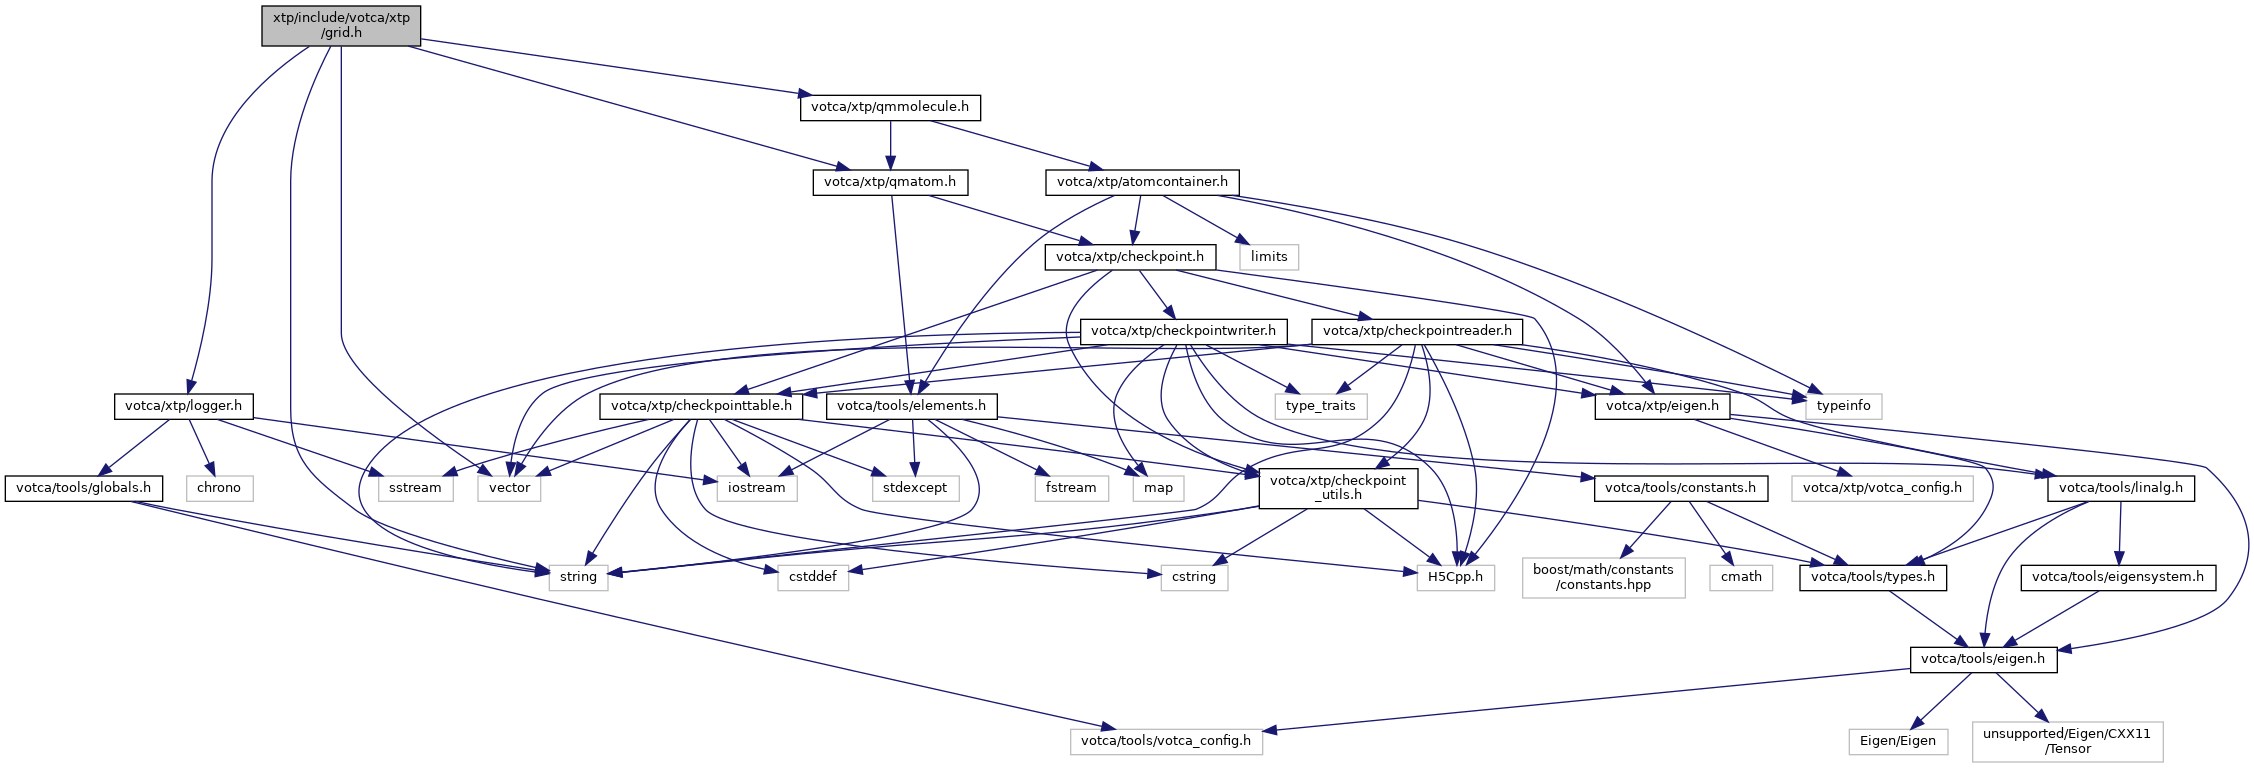 xtp/include/votca/xtp
/grid.h
votca/xtp/qmmolecule.h
votca/xtp/qmatom.h
votca/xtp/atomcontainer.h
votca/xtp/checkpoint.h
limits
votca/xtp/checkpointwriter.h
votca/xtp/checkpointreader.h
votca/xtp/logger.h
votca/xtp/checkpointtable.h
votca/tools/elements.h
type_traits
votca/xtp/eigen.h
typeinfo
votca/tools/globals.h
chrono
sstream
vector
iostream
stdexcept
fstream
map
votca/xtp/checkpoint
_utils.h
votca/tools/constants.h
votca/xtp/votca_config.h
votca/tools/linalg.h
string
cstddef
cstring
H5Cpp.h
boost/math/constants
/constants.hpp
cmath
votca/tools/types.h
votca/tools/eigensystem.h
votca/tools/eigen.h
votca/tools/votca_config.h
Eigen/Eigen
unsupported/Eigen/CXX11
/Tensor